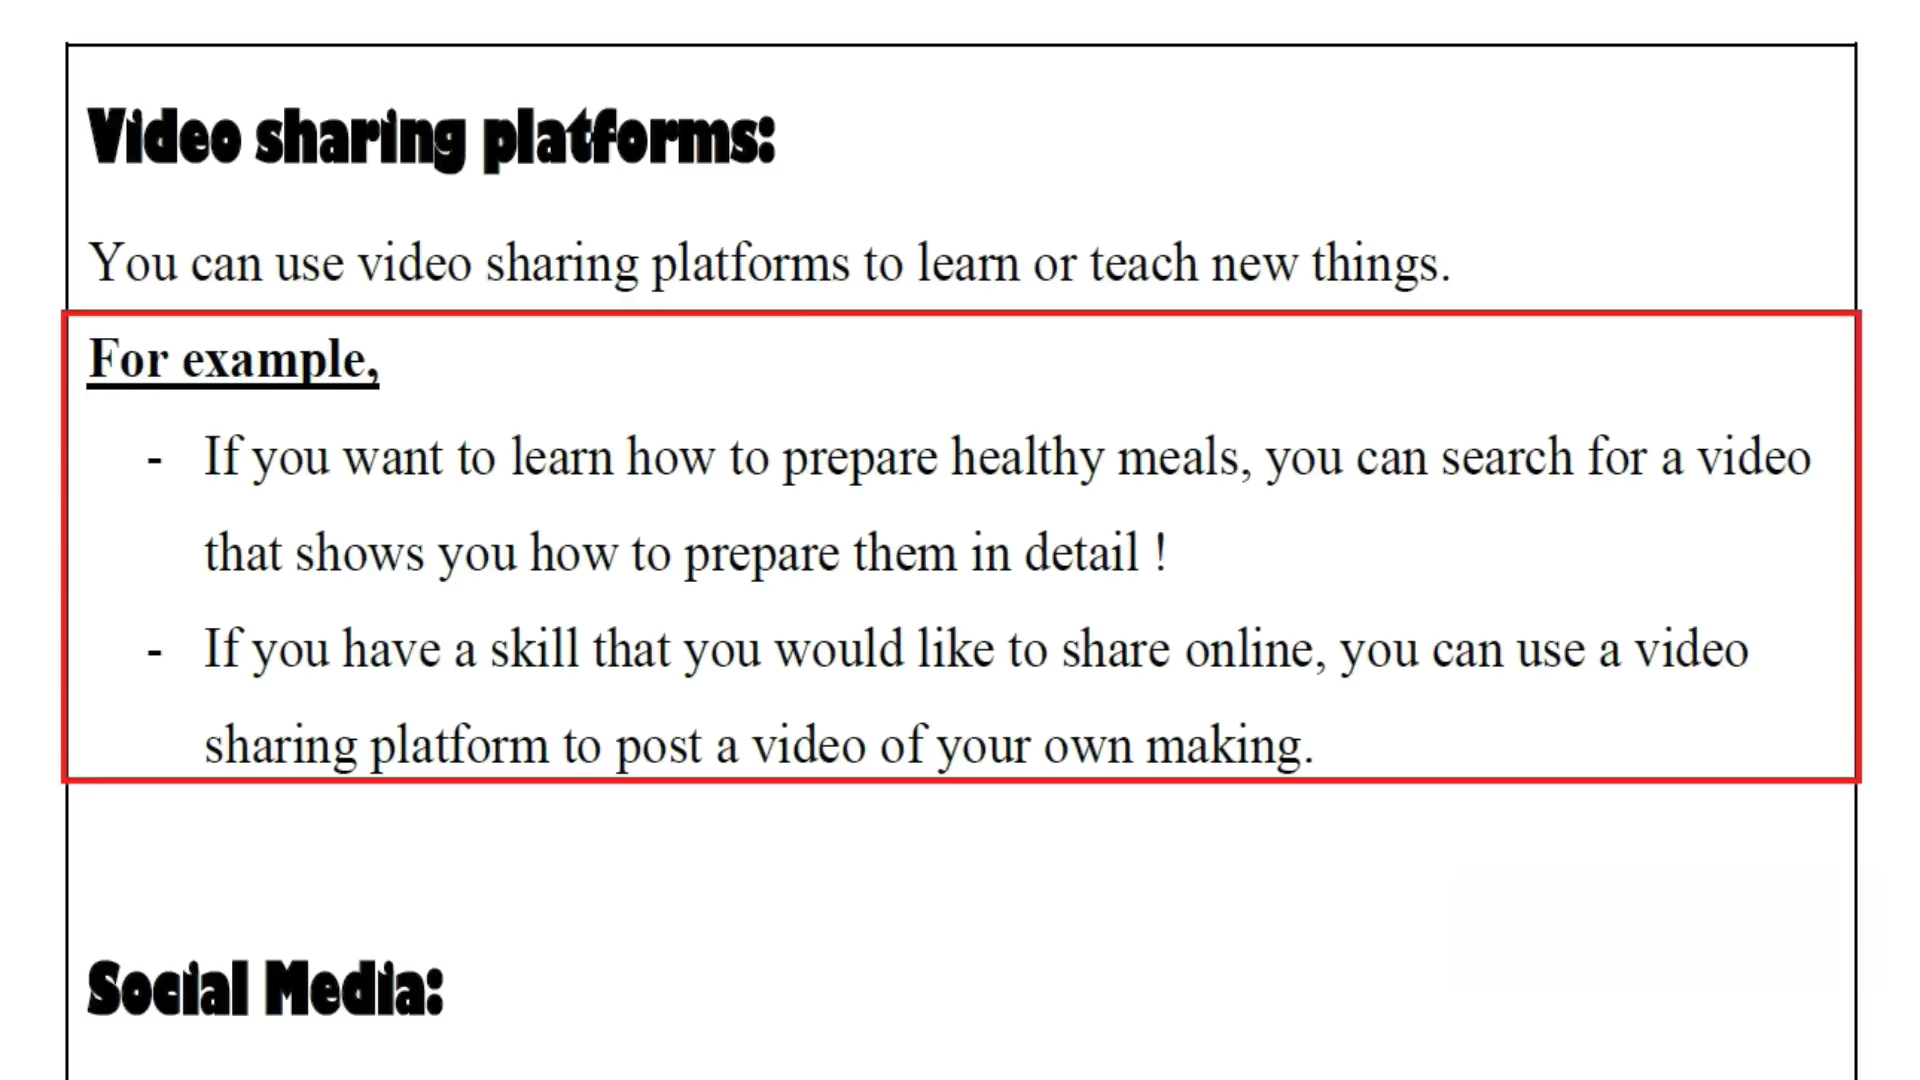 Video sharing platforms:
You can use video sharing platforms to learn or teach new things.
For example,
- If you want to learn how to prepare healthy meals, you can search for a video
that shows you how to prepare them in detail !
- If you have a skill that you would like to share online, you can use a video
sharing platform to post a video of your own making.
Social Media: